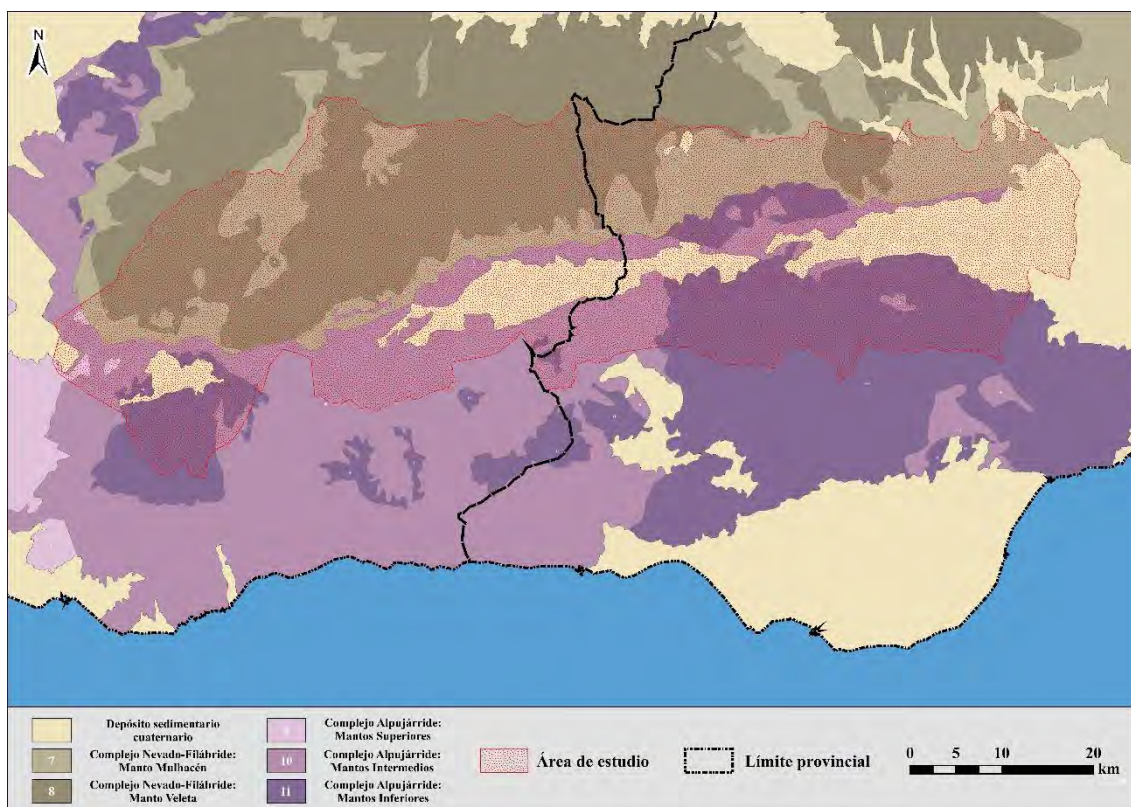 N
Depósito sedimentario
cuaternario
7
Complejo Nevado-Filábride:
Manto Mulhacén
8
Complejo Nevado-Filábride:
Manto Veleta
Complejo Alpujárride:
Mantos Superiores
10
Complejo Alpujárride:
Mantos Intermedios
11
Complejo Alpujárride:
Mantos Inferiores
Área de estudio
Límite provincial
0 5 10 20
km